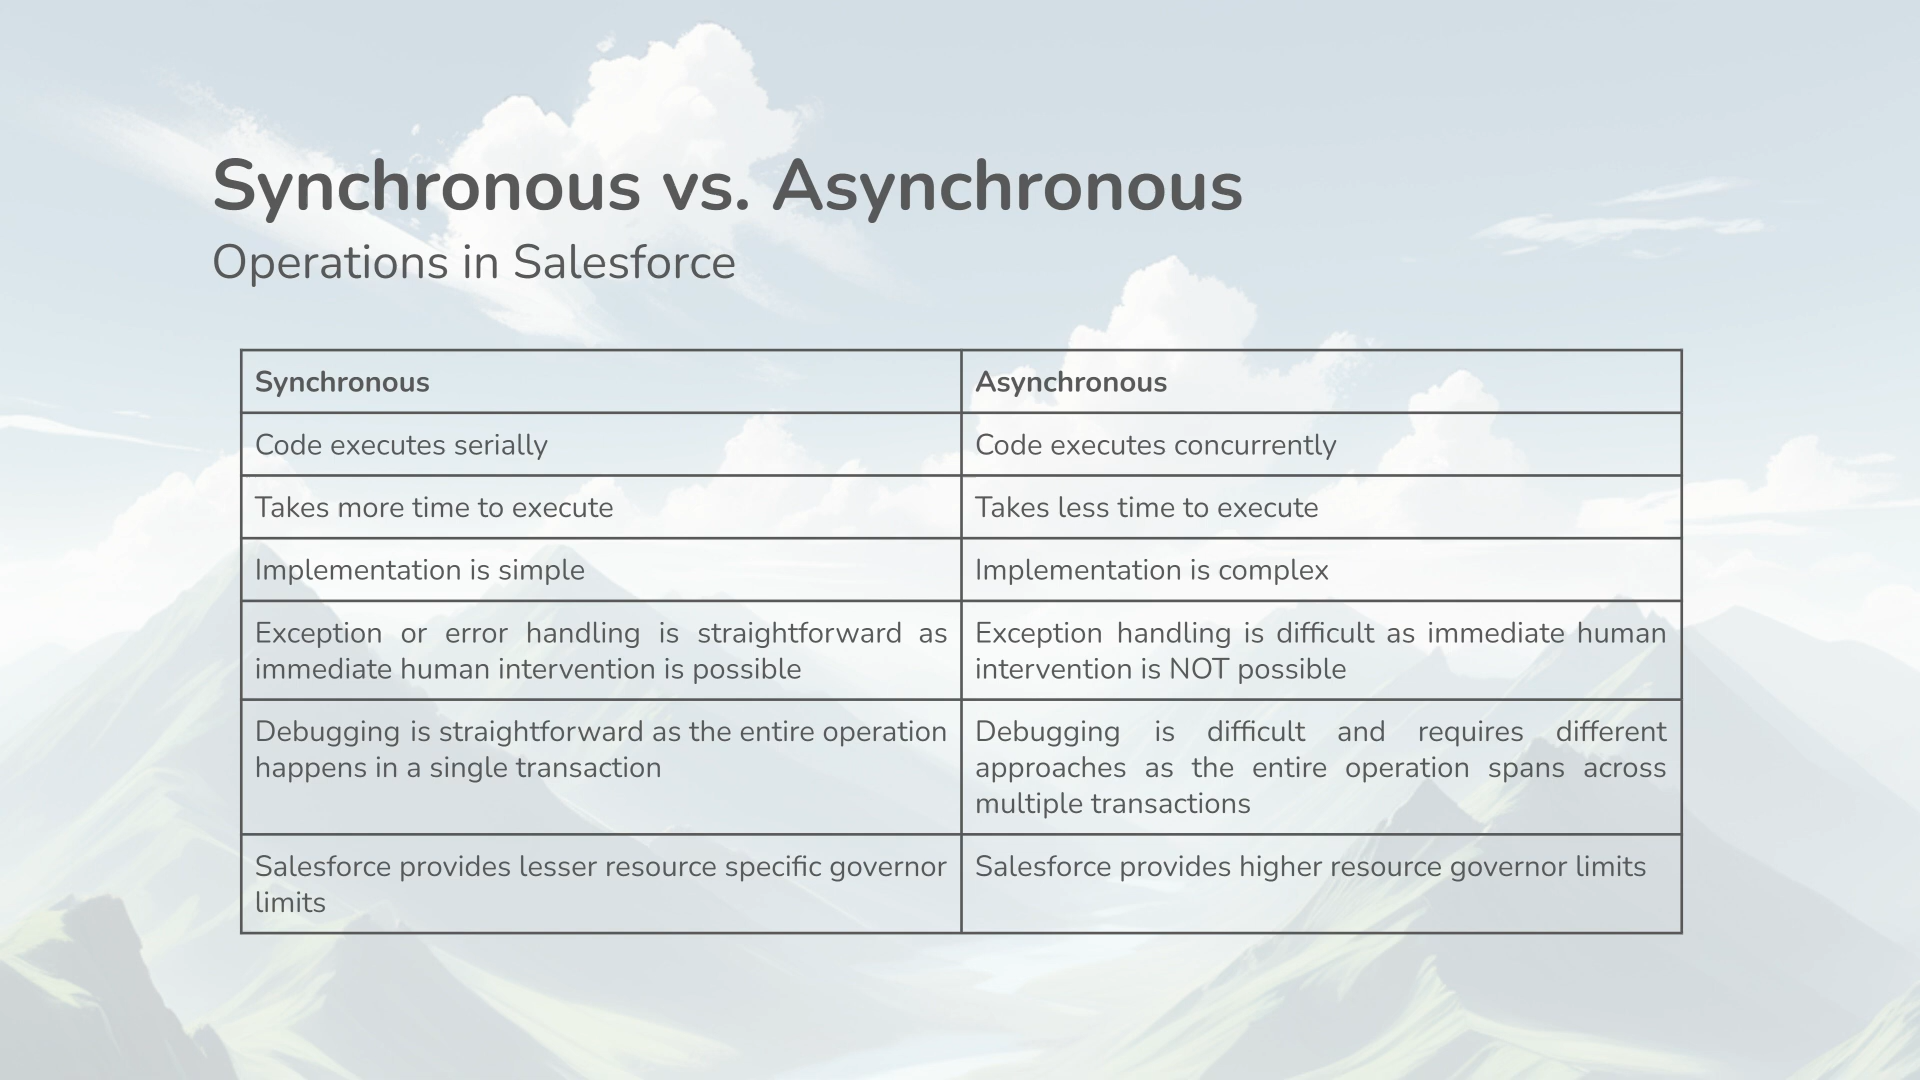 Synchronous vs. Asynchronous
Operations in Salesforce
Synchronous
Asynchronous
Code executes serially
Code executes concurrently
Takes more time to execute
Takes less time to execute
Implementation is simple
Implementation is complex
Exception or error handling is straightforward as
immediate human intervention is possible
Exception handling is difficult as immediate human
intervention is NOT possible
Debugging is straightforward as the entire operation
happens in a single transaction
Debugging is difficult and requires different
approaches as the entire operation spans across
multiple transactions
Salesforce provides lesser resource specific governor
limits
Salesforce provides higher resource governor limits